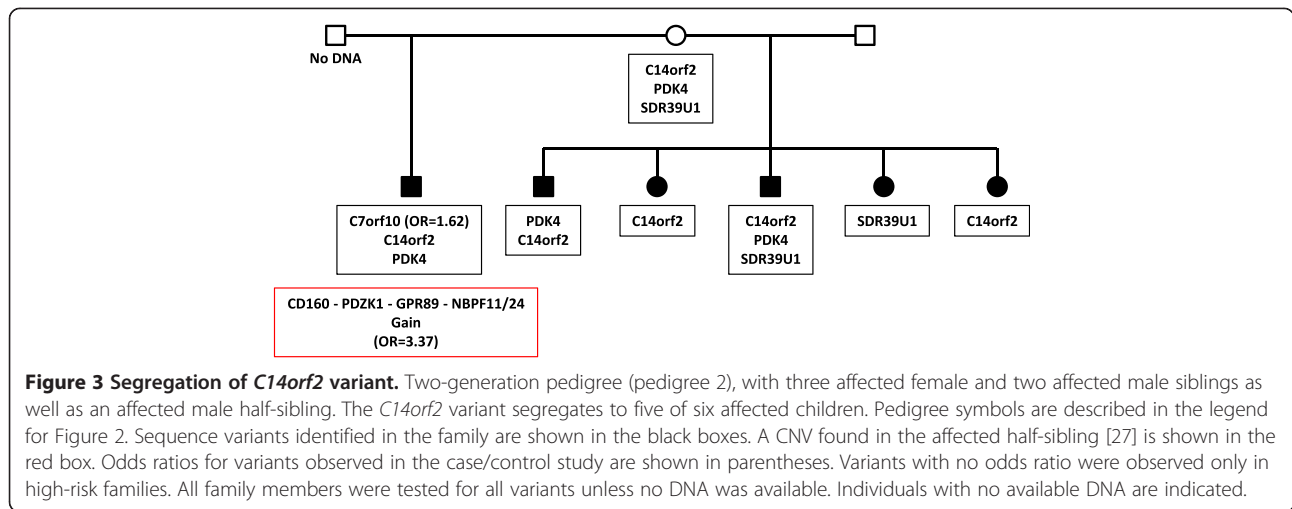 No DNA
C14orf2
PDK4
SDR39U1
C7orf10 (OR=1.62)
C14orf2
PDK4
PDK4
C14orf2
C14orf2
C14orf2
PDK4
SDR39U1
SDR39U1
C14orf2
CD160 - PDZK1 - GPR89 - NBPF11/24
Gain
(OR=3.37)
Figure 3 Segregation of C14orf2 variant. Two-generation pedigree (pedigree 2), with three affected female and two affected male siblings as
well as an affected male half-sibling. The C14orf2 variant segregates to five of six affected children. Pedigree symbols are described in the legend
for Figure 2. Sequence variants identified in the family are shown in the black boxes. A CNV found in the affected half-sibling [27] is shown in the
red box. Odds ratios for variants observed in the case/control study are shown in parentheses. Variants with no odds ratio were observed only in
high-risk families. All family members were tested for all variants unless no DNA was available. Individuals with no available DNA are indicated.